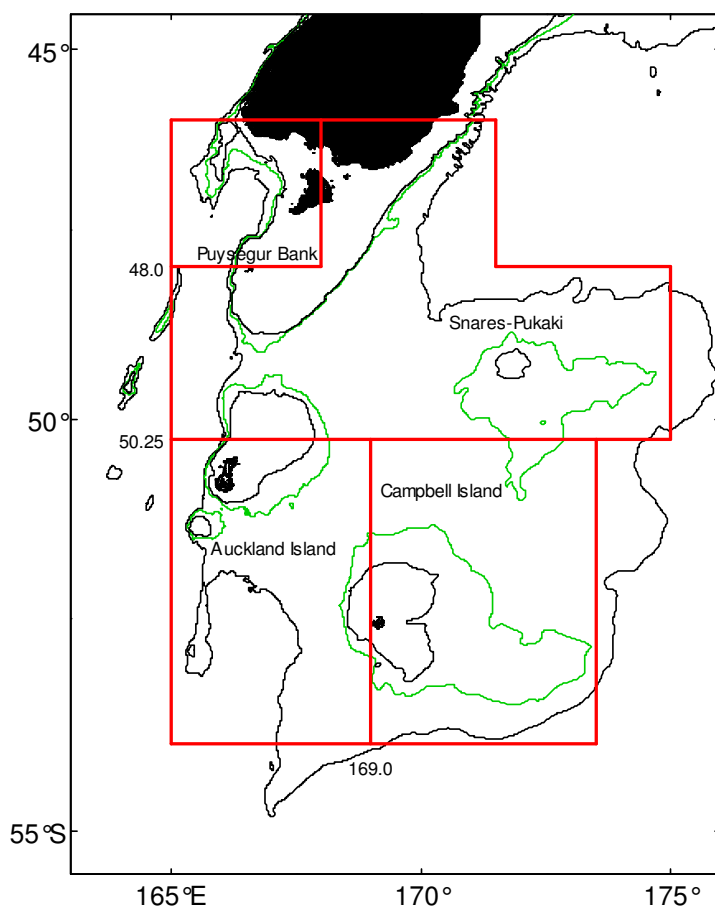 45°
Puysegur Bank
48.0
Snares-Pukaki
50°
50.25
Campbell Island
Auckland Island
169.0
55°S
165°E
170°
175°